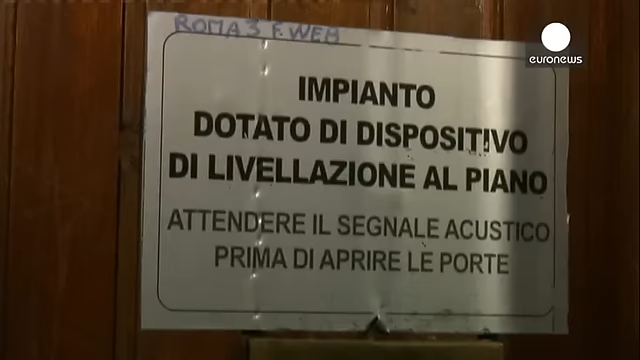 ROMA 3 F. WEB
euronews
IMPIANTO
DOTATO DI DISPOSITIVO
DI LIVELLAZIONE AL PIANO
ATTENDERE IL SEGNALE ACUSTICO
PRIMA DI APRIRE LE PORTE